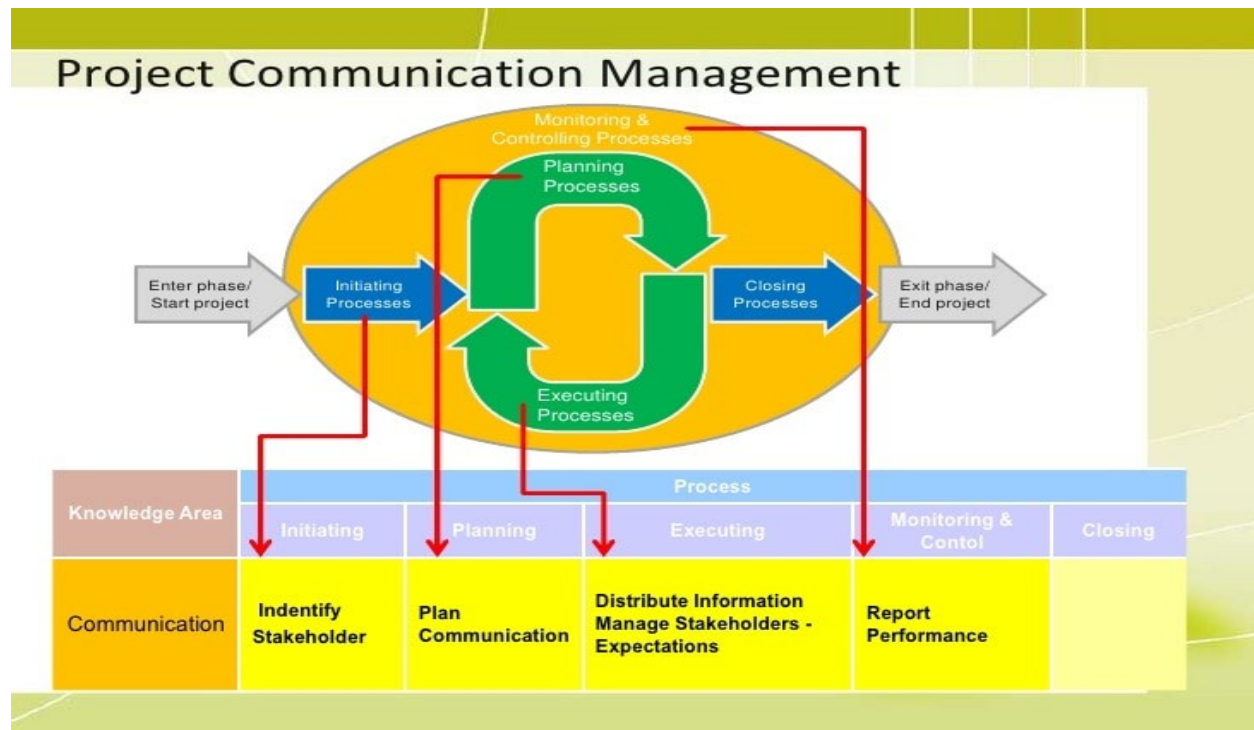 Project Communication Management
Monitoring &
Controlling Processes
Planning
Processes
Enter phase/
Start project
Initiating
Processes
Closing
Processes
Exit phase/
End project
Executing
Processes
Knowledge Area
Process
Initiating
Planning
Executing
Monitoring &
Contol
Closing
Communication
Indentify
Stakeholder
Plan
Communication
Distribute Information
Manage Stakeholders -
Expectations
Report
Performance